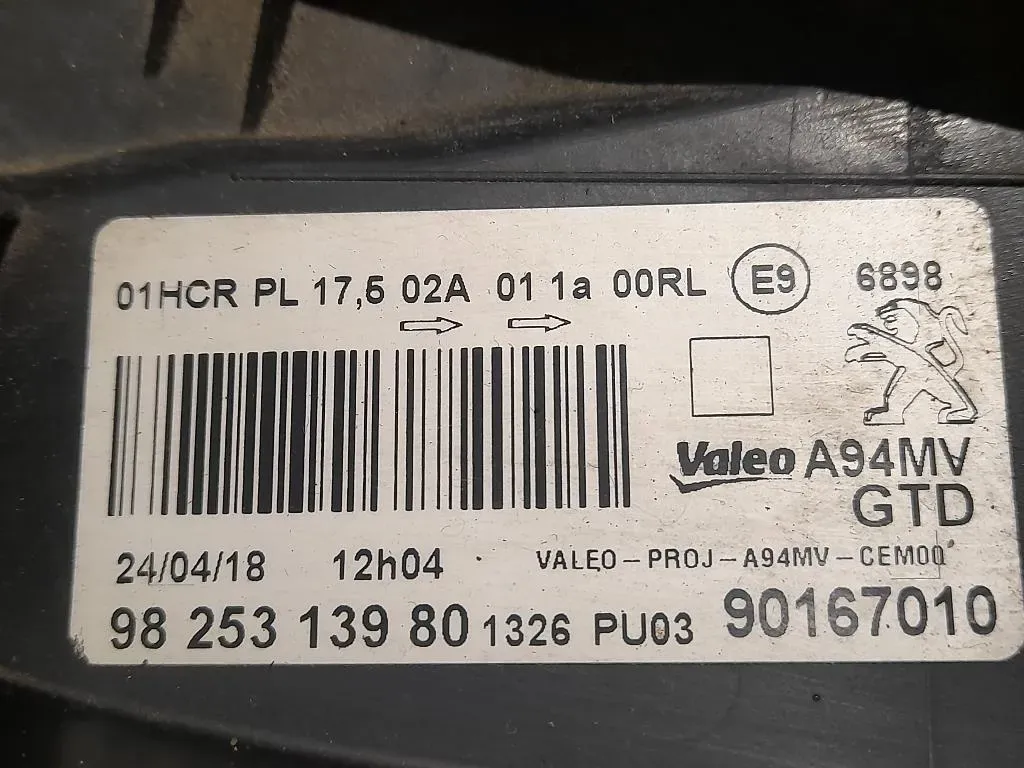 01HCR PL 17,5 02A 01 1a 00RL E9 6898
Valeo A94MV
GTD
24/04/18 12h04 VALEO-PROJ-A94MV-CEM00
98 253 139 80 1326 PU03 90167010